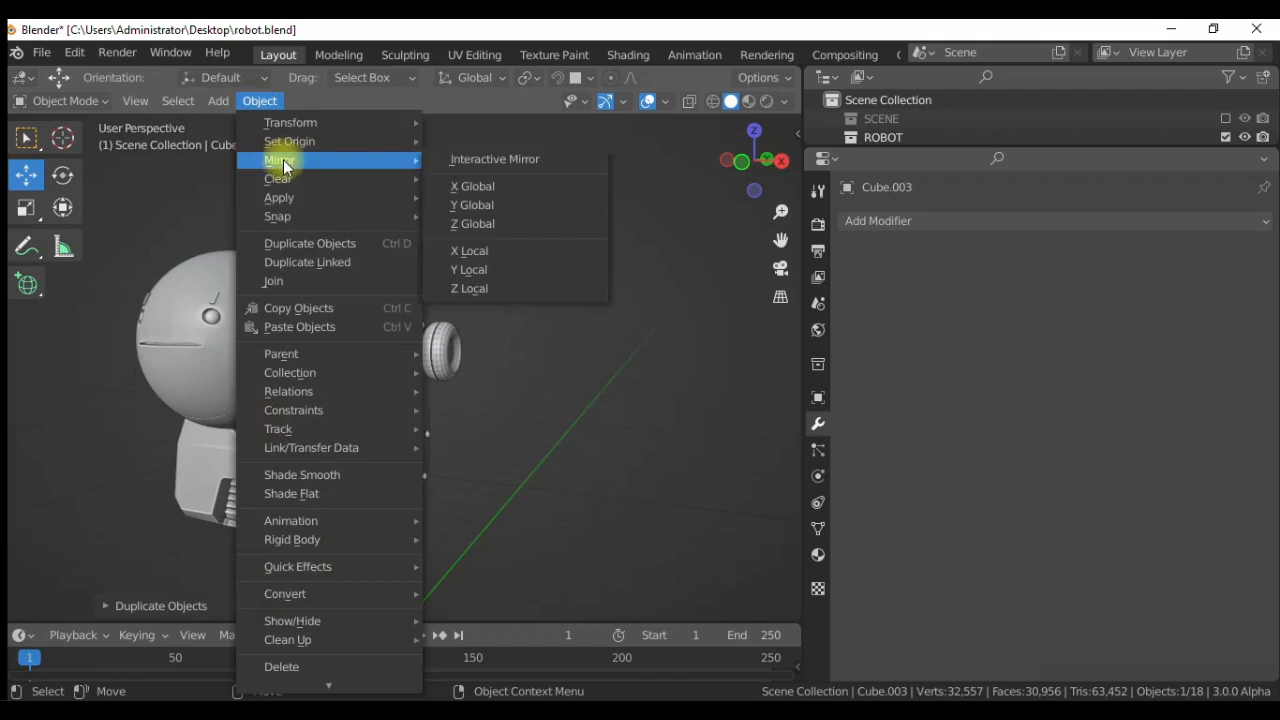 Blender* [C:\Users\Administrator\Desktop\robot.blend]
File Edit Render Window Help Layout Modeling Sculpting UV Editing Texture Paint Shading Animation Rendering Compositing Scene View Layer
Orientation: Default Drag: Select Box Global Options
Object Mode View Select Add Object
Scene Collection
SCENE
ROBOT
User Perspective
(1) Scene Collection | Cube
Transform
Set Origin
Mirror
Clear
Apply
Snap
Duplicate Objects Ctrl D
Duplicate Linked
Join
Copy Objects Ctrl C
Paste Objects Ctrl V
Parent
Collection
Relations
Constraints
Track
Link/Transfer Data
Shade Smooth
Shade Flat
Animation
Rigid Body
Quick Effects
Convert
Show/Hide
Clean Up
Delete
Interactive Mirror
X Global
Y Global
Z Global
X Local
Y Local
Z Local
Z
Y
X
Cube.003
Add Modifier
Duplicate Objects
Playback Keying View Ma 1 Start 1 End 250
1 50 150 200 250
Select Move Object Context Menu Scene Collection | Cube.003 | Verts:32,557 | Faces:30,956 | Tris:63,452 | Objects:1/18 | 3.0.0 Alpha